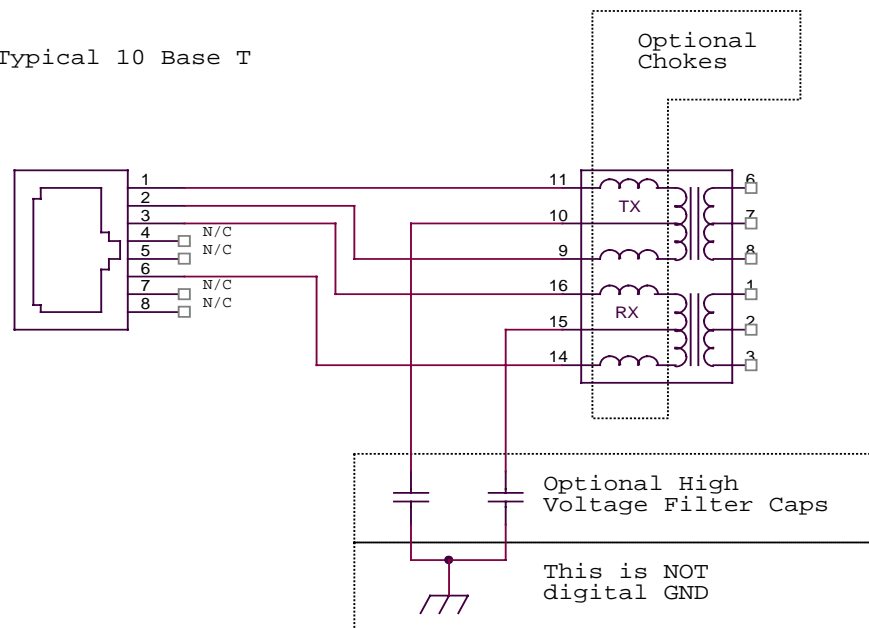 Typical 10 Base T
Optional
Chokes
1
2
3
4 N/C
5 N/C
6
7 N/C
8 N/C
11
10
9
16
15
14
TX
RX
6
7
8
1
2
3
Optional High
Voltage Filter Caps
This is NOT
digital GND